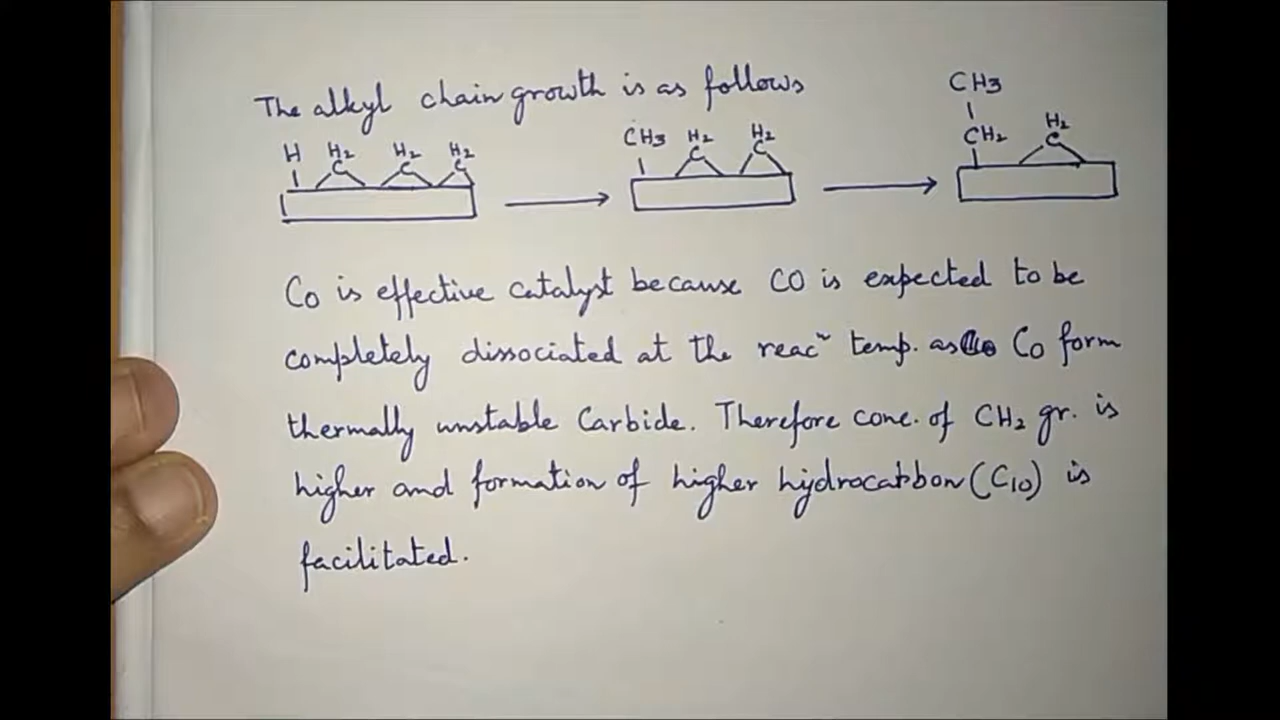 The alkyl chain growth is as follows
H H2 C H2 C H2 C
CH3 H2 C H2 C
CH3
CH2 H2 C
Co is effective catalyst because CO is expected to be
completely dissociated at the reac~ temp. as Co form
thermally unstable Carbide. Therefore conc. of CH2 gr. is
higher and formation of higher hydrocarbon (C10) is
facilitated.